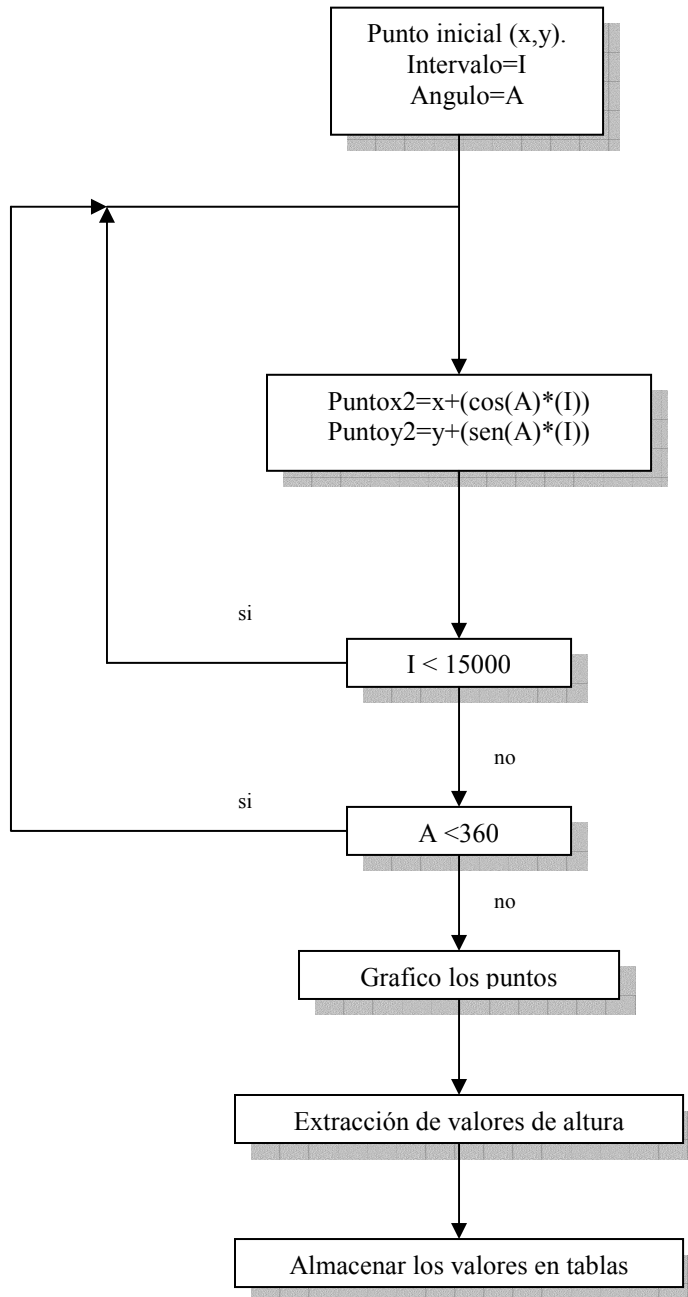 Punto inicial (x,y).
Intervalo=I
Angulo=A
Puntox2=x+(cos(A)*(I))
Puntoy2=y+(sen(A)*(I))
si
I < 15000
no
si
A <360
no
Grafico los puntos
Extracción de valores de altura
Almacenar los valores en tablas